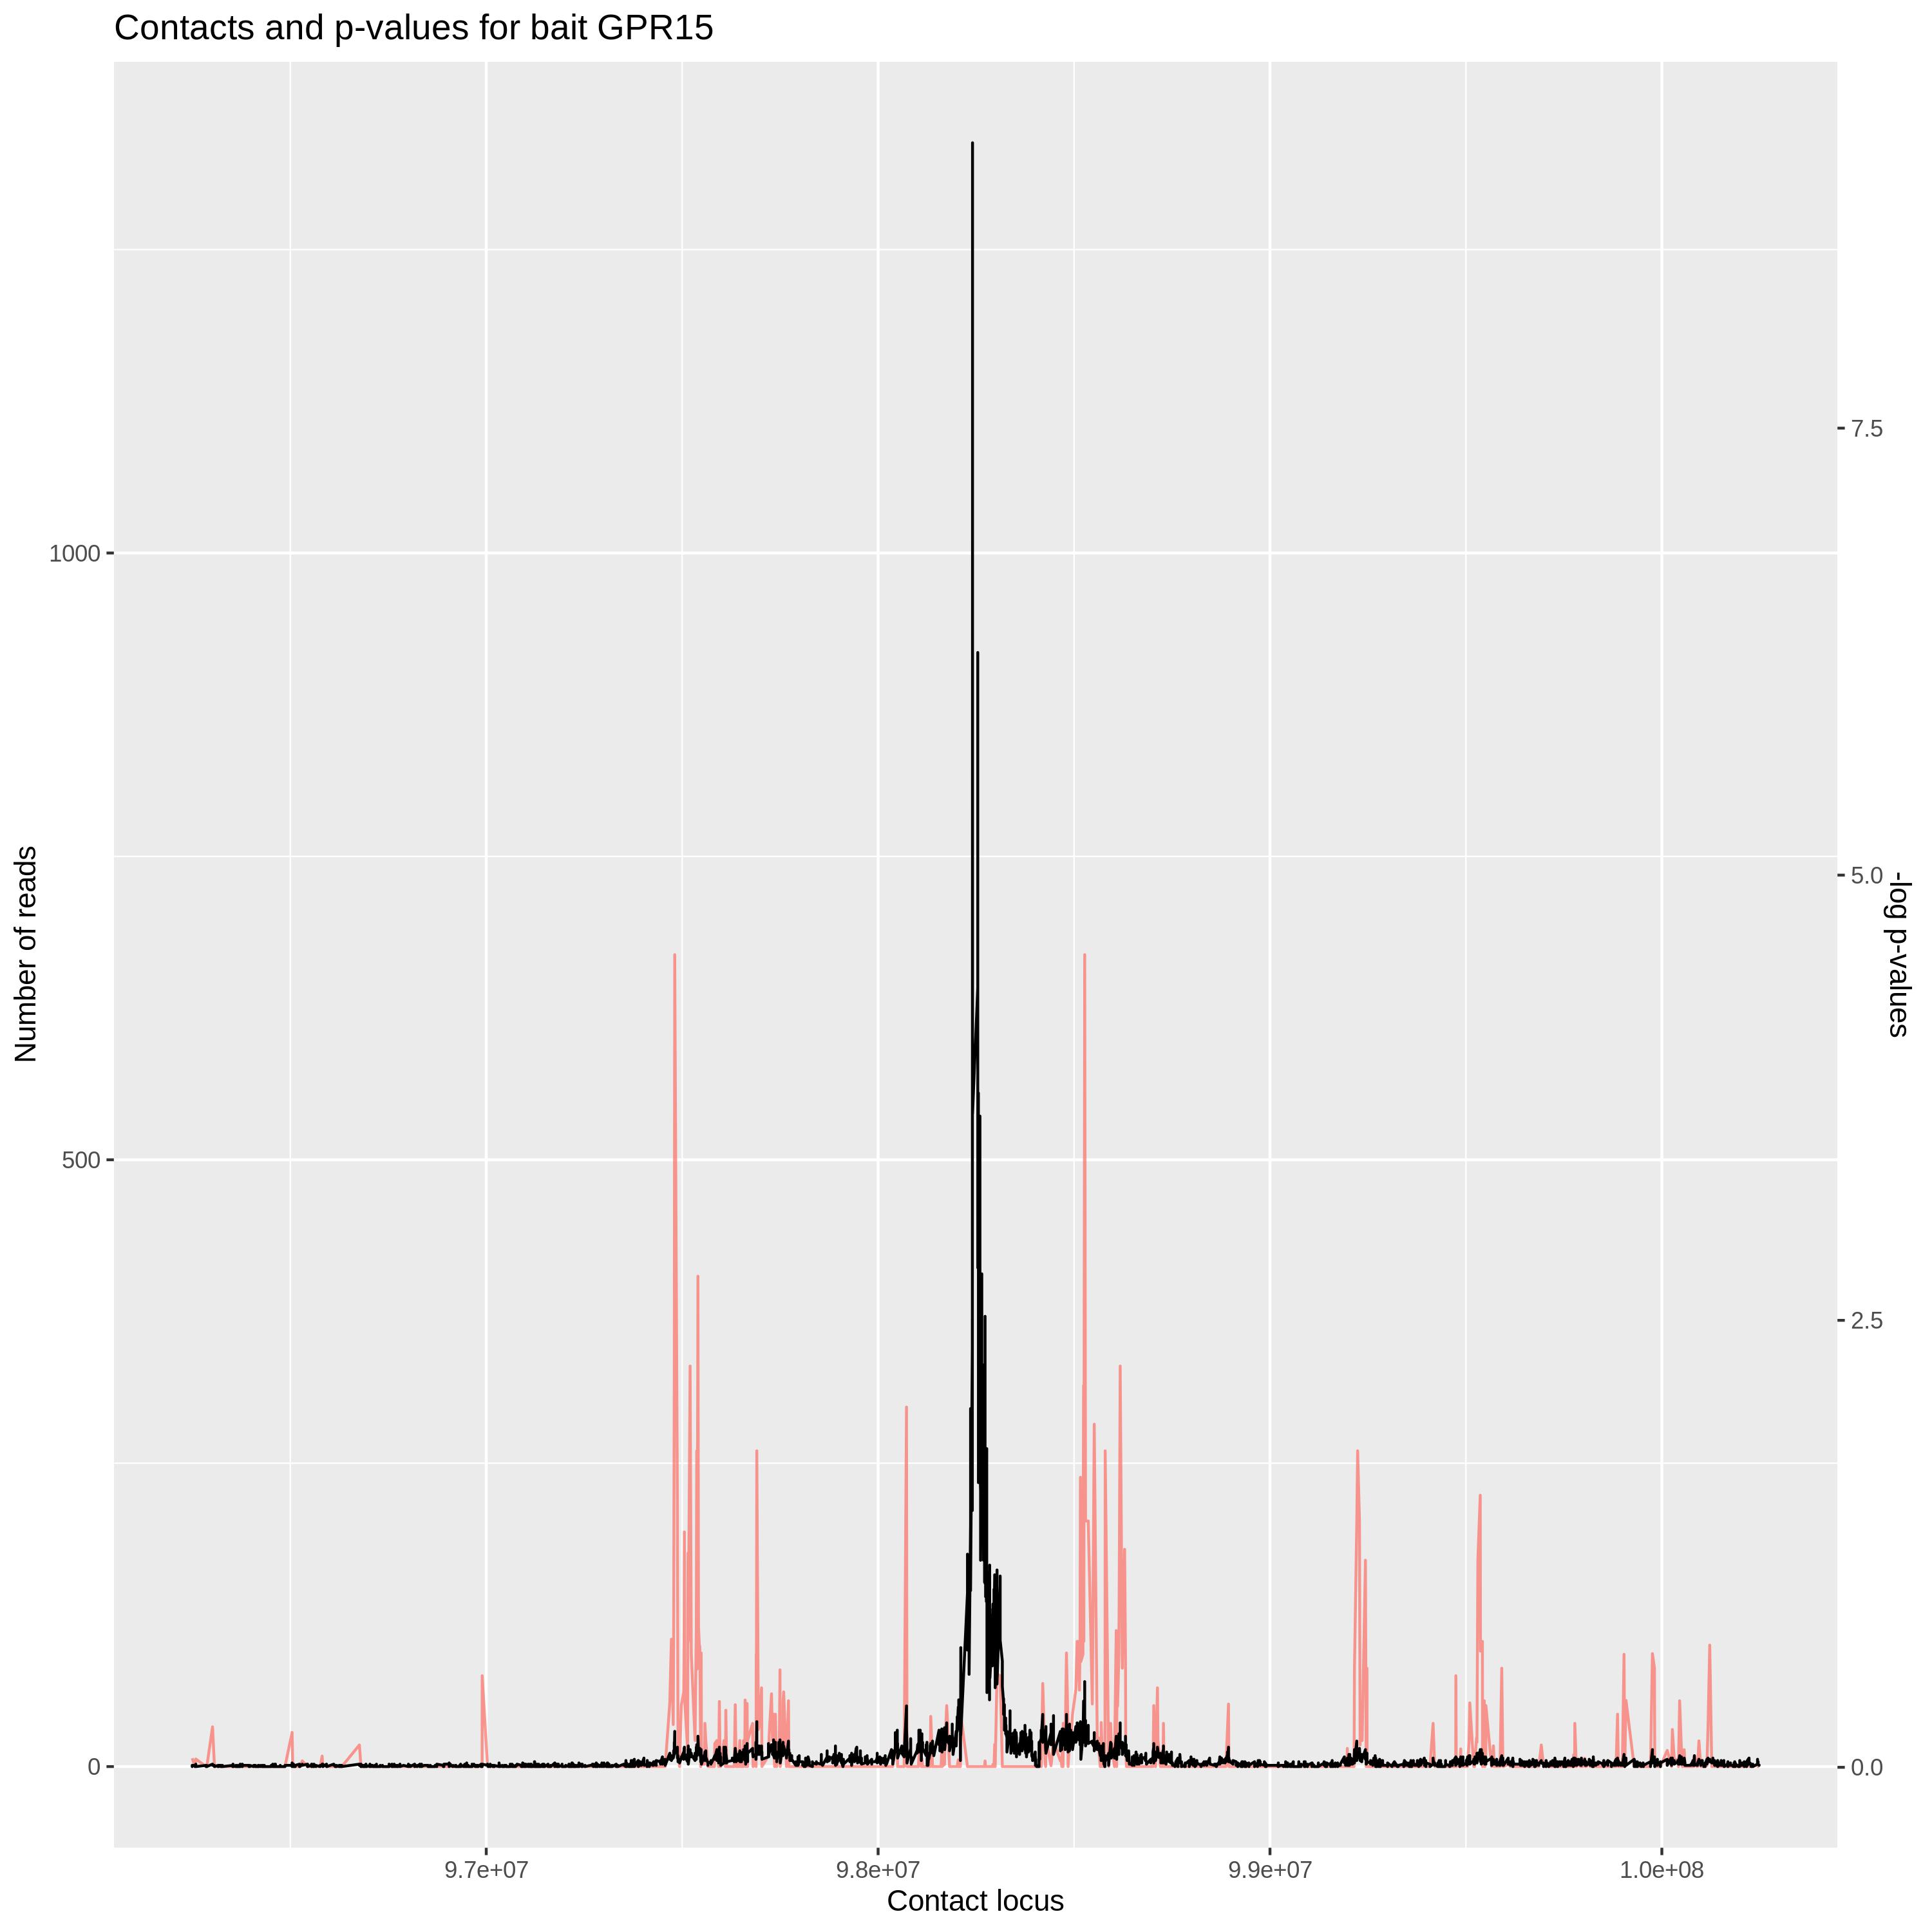 Contacts and p-values for bait GPR15
Number of reads
1000
500
0
7.5
5.0
2.5
0.0
-log p-values
9.7e+07
9.8e+07
9.9e+07
1.0e+08
Contact locus